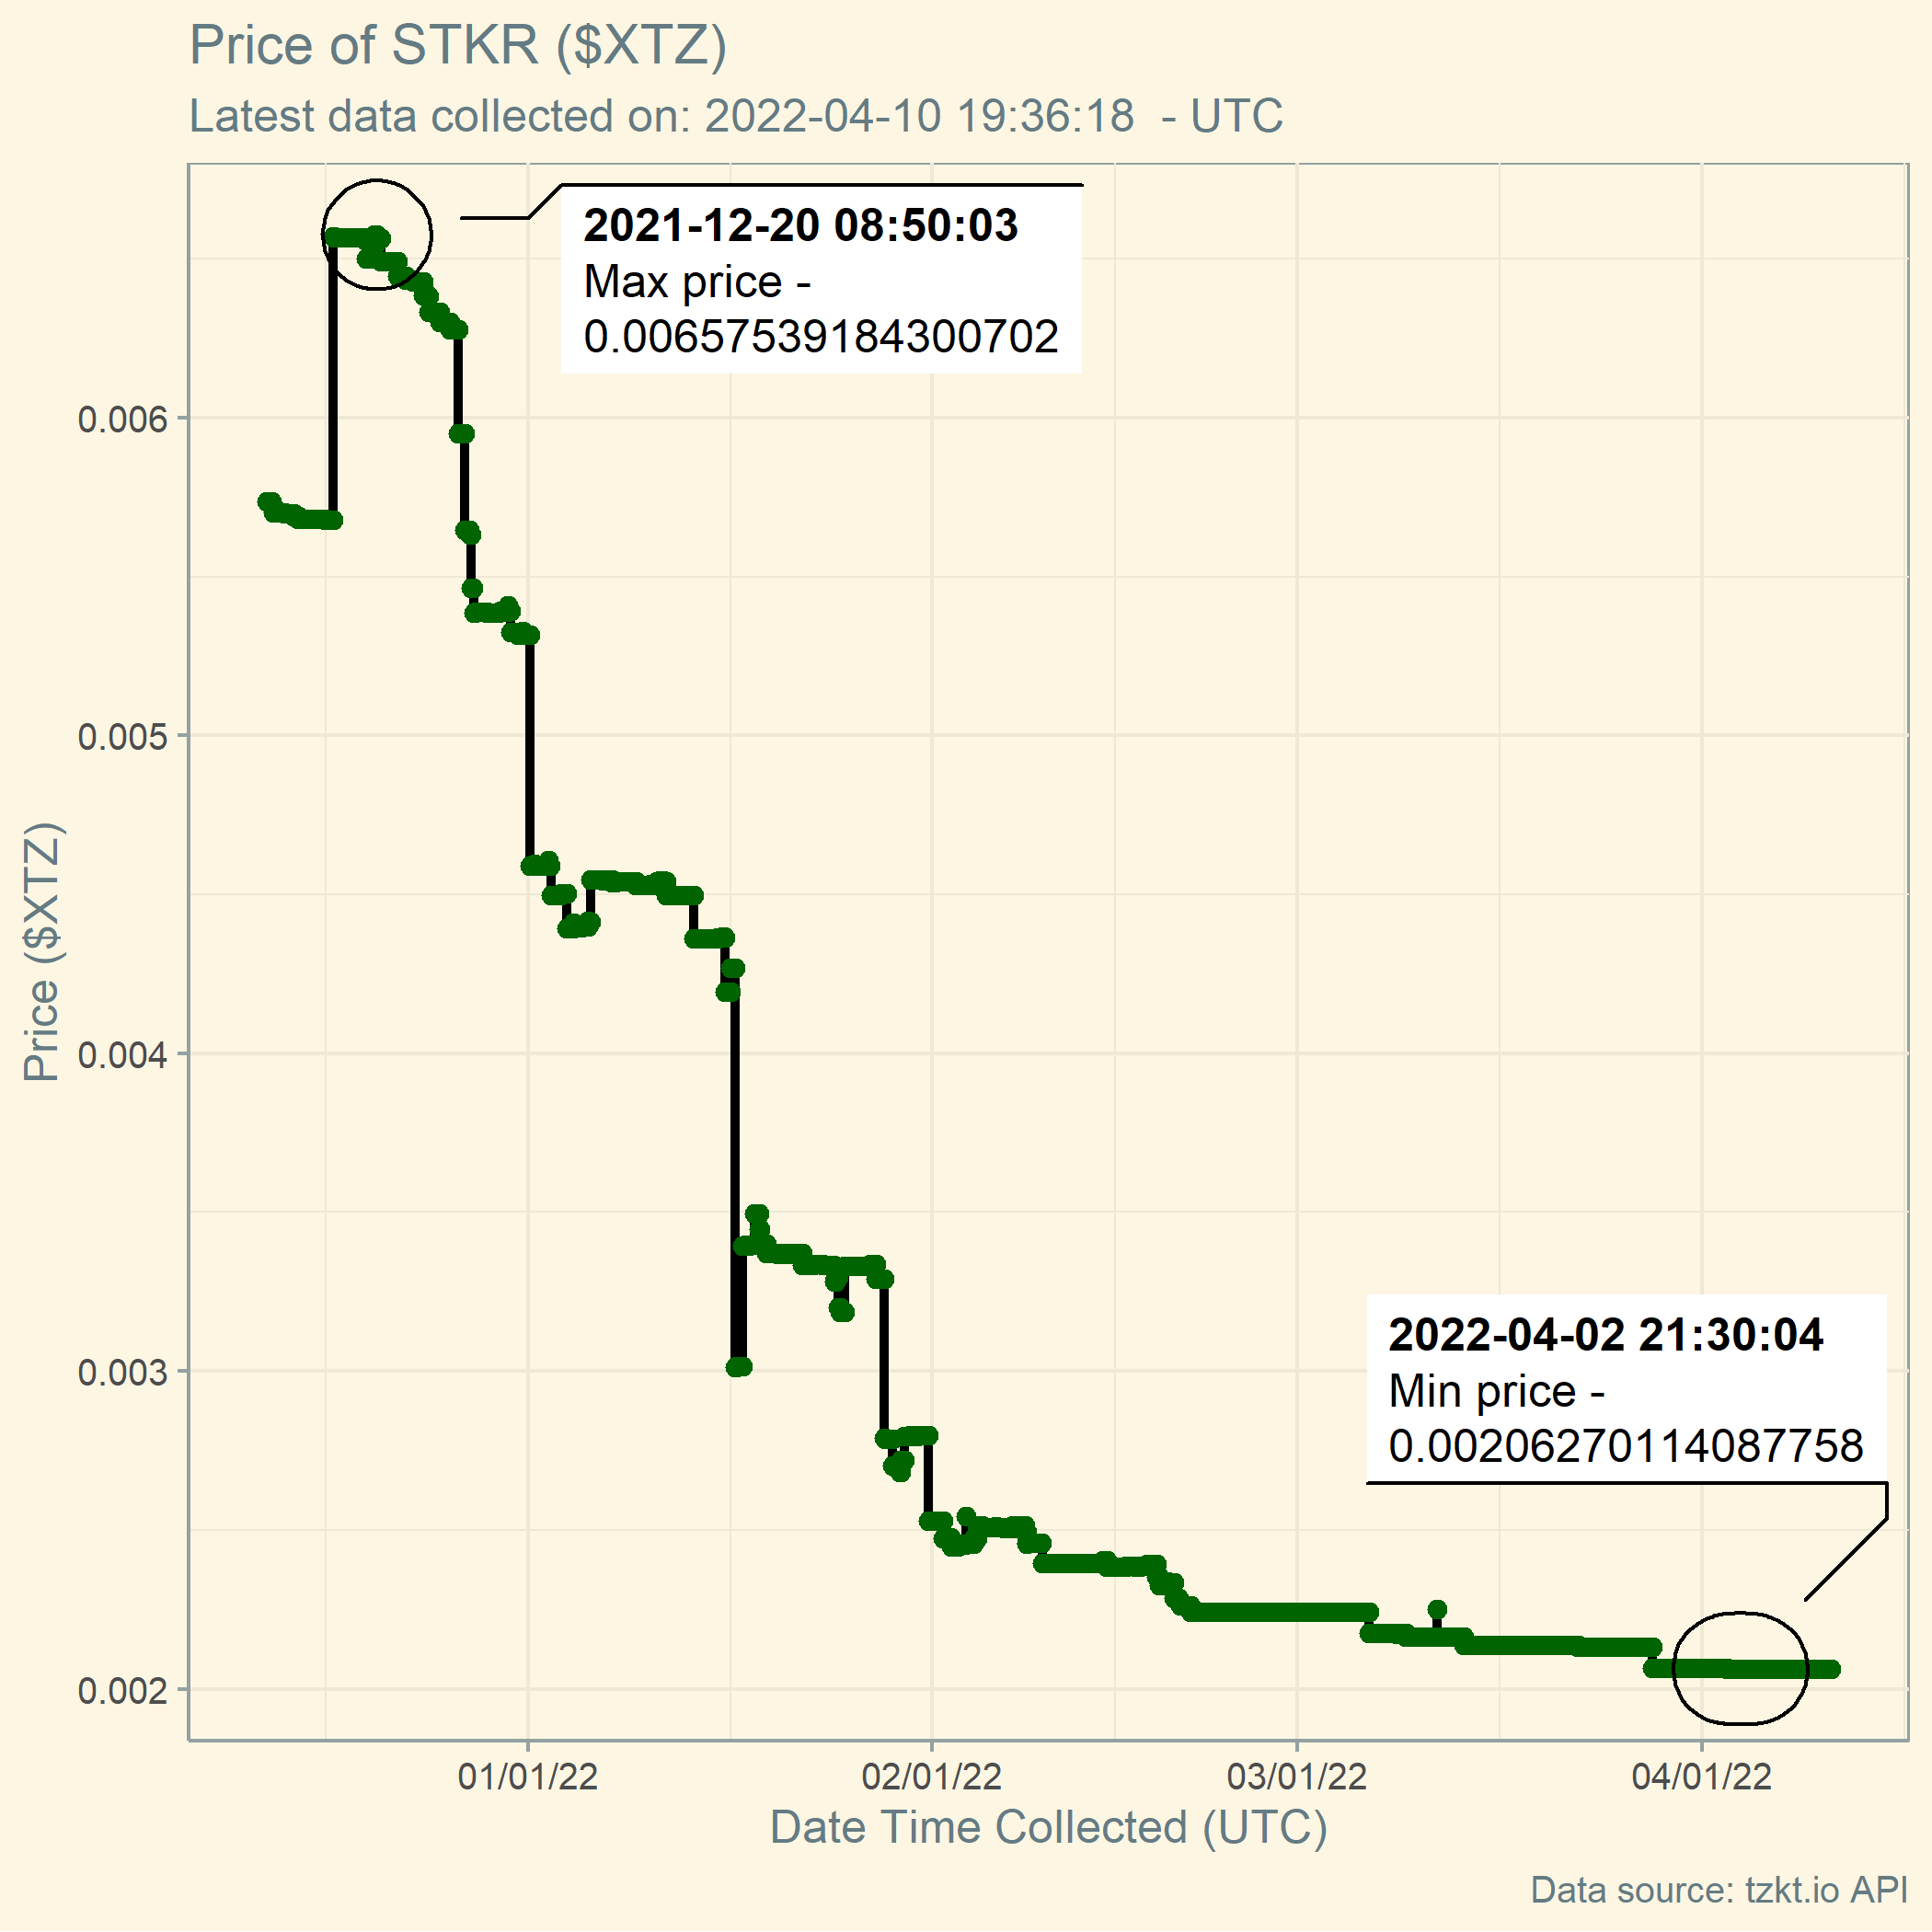 Price of STKR ($XTZ)
Latest data collected on: 2022-04-10 19:36:18 - UTC
2021-12-20 08:50:03
Max price -
0.00657539184300702
0.006
0.005
0.004
0.003
0.002
Price ($XTZ)
2022-04-02 21:30:04
Min price -
0.00206270114087758
01/01/22
02/01/22
03/01/22
04/01/22
Date Time Collected (UTC)
Data source: tzkt.io API